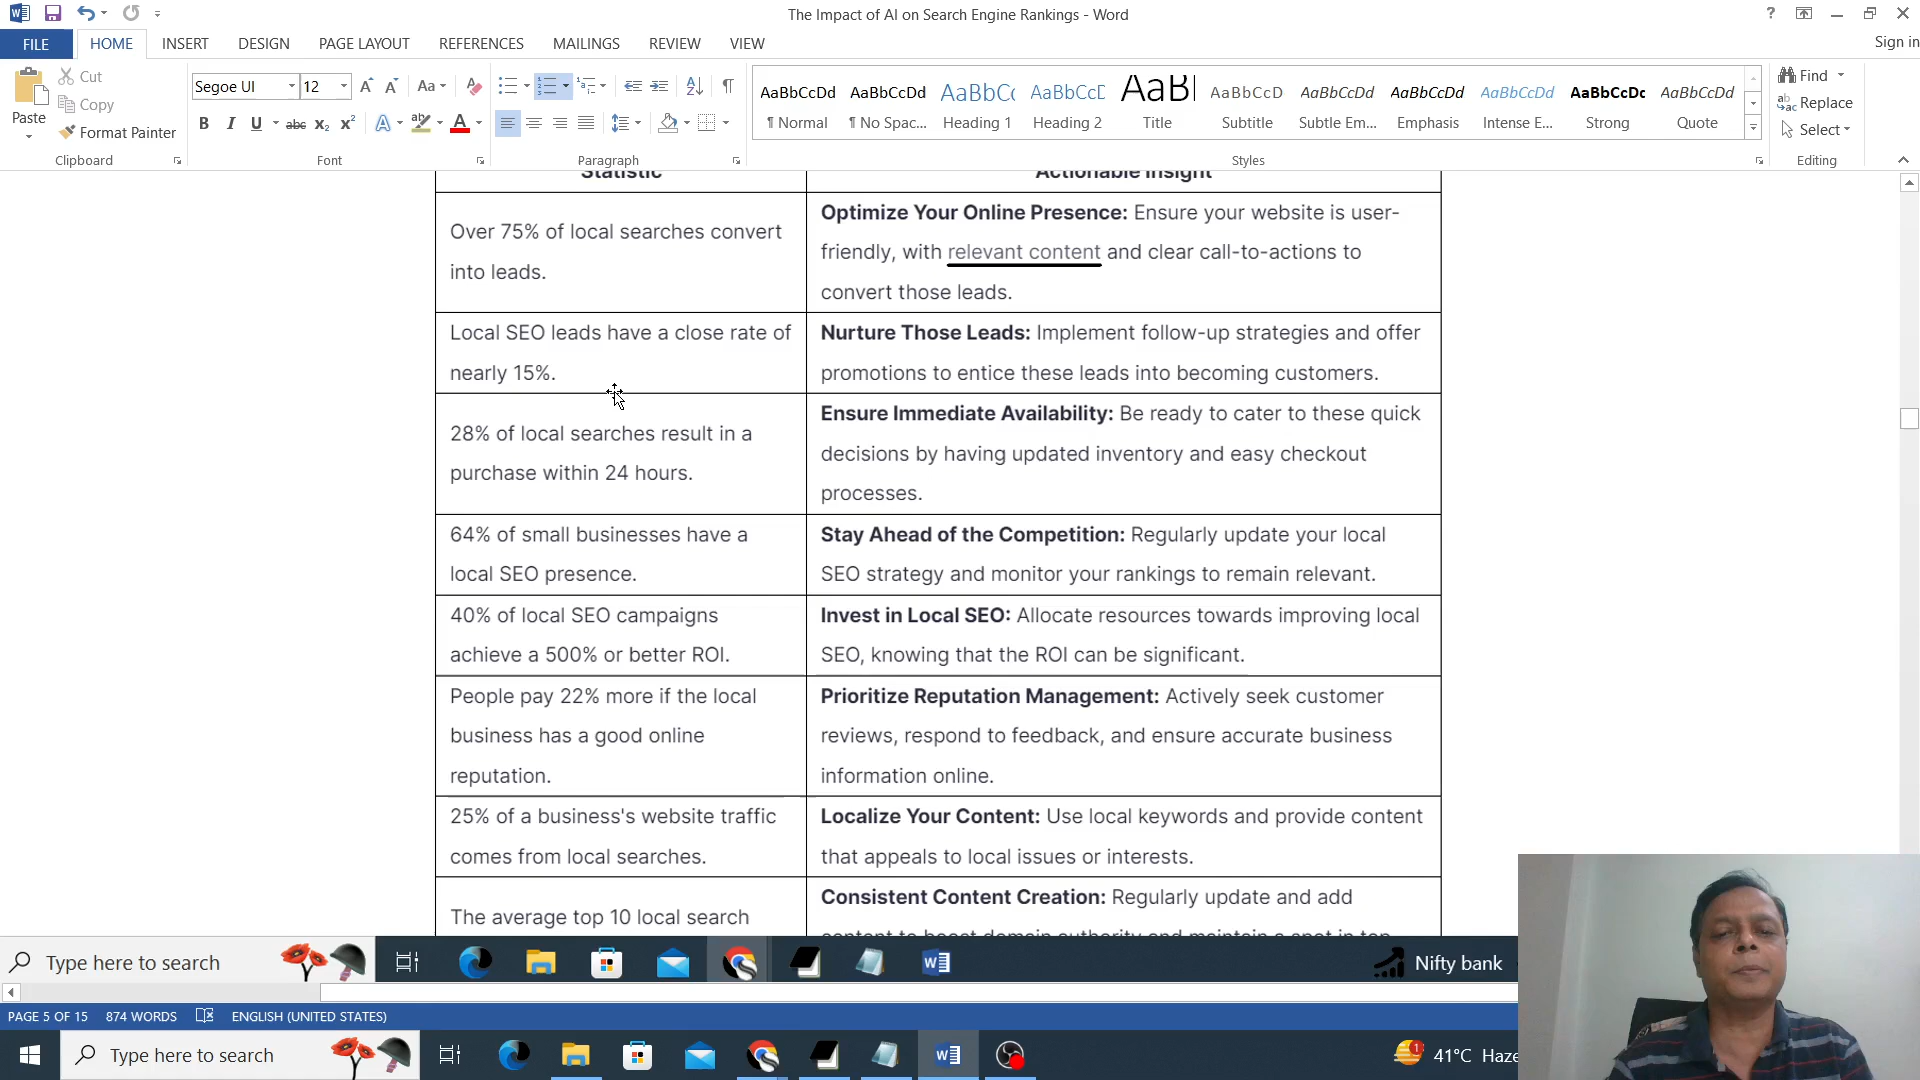 The Impact of AI on Search Engine Rankings - Word
?
FILE HOME INSERT DESIGN PAGE LAYOUT REFERENCES MAILINGS REVIEW VIEW
Sign in
Paste
Cut
Copy
Format Painter
Clipboard
Segoe UI 12
Font
Paragraph
AaBbCcDd AaBbCcDd AaBbCc AaBbCcD AaBl AaBbCcD AaBbCcDd AaBbCcDd AaBbCcDd AaBbCcDc AaBbCcDd
¶ Normal ¶ No Spac... Heading 1 Heading 2 Title Subtitle Subtle Em... Emphasis Intense E... Strong Quote
Styles
Find
Replace
Select
Editing
Statistic Actionable Insight
Over 75% of local searches convert
into leads.
Optimize Your Online Presence: Ensure your website is user-
friendly, with relevant content and clear call-to-actions to
convert those leads.
Local SEO leads have a close rate of
nearly 15%.
Nurture Those Leads: Implement follow-up strategies and offer
promotions to entice these leads into becoming customers.
28% of local searches result in a
purchase within 24 hours.
Ensure Immediate Availability: Be ready to cater to these quick
decisions by having updated inventory and easy checkout
processes.
64% of small businesses have a
local SEO presence.
Stay Ahead of the Competition: Regularly update your local
SEO strategy and monitor your rankings to remain relevant.
40% of local SEO campaigns
achieve a 500% or better ROI.
Invest in Local SEO: Allocate resources towards improving local
SEO, knowing that the ROI can be significant.
People pay 22% more if the local
business has a good online
reputation.
Prioritize Reputation Management: Actively seek customer
reviews, respond to feedback, and ensure accurate business
information online.
25% of a business's website traffic
comes from local searches.
Localize Your Content: Use local keywords and provide content
that appeals to local issues or interests.
The average top 10 local search
Consistent Content Creation: Regularly update and add
content to boost domain authority and maintain a spot in top
Type here to search
Nifty bank
PAGE 5 OF 15 874 WORDS ENGLISH (UNITED STATES)
Type here to search
41°C Haze